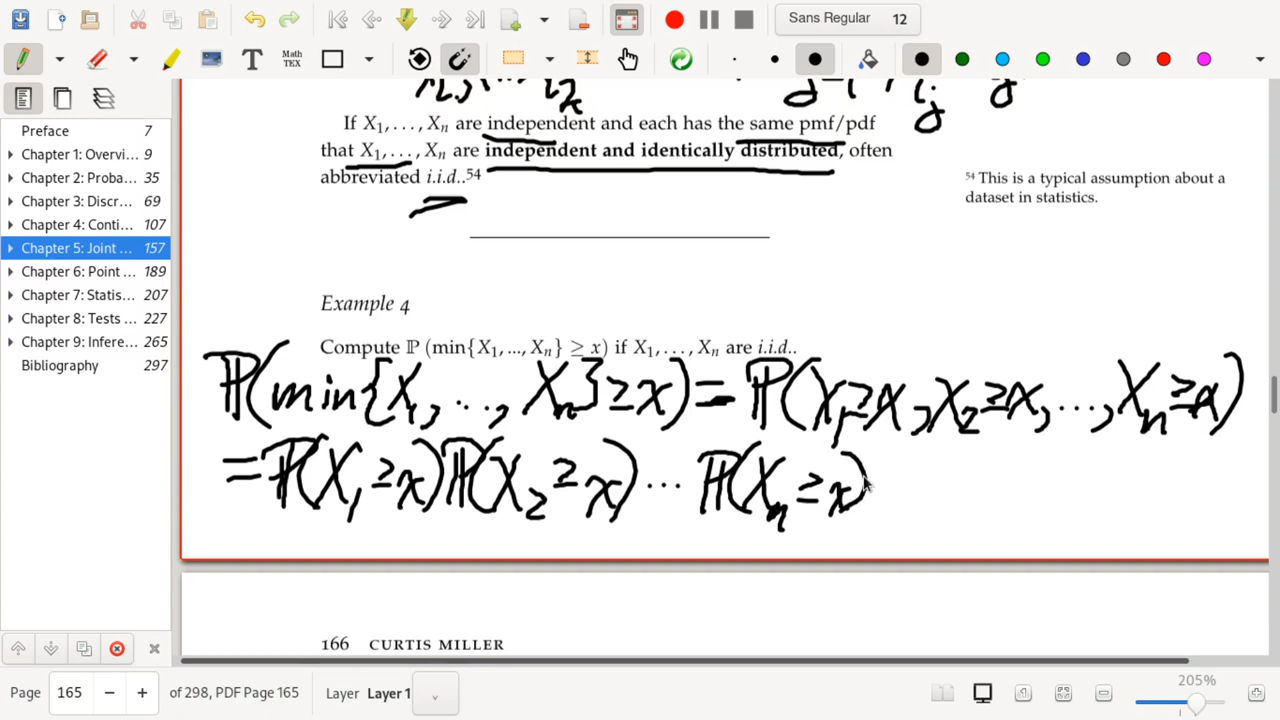 Sans Regular 12
Math
TEX
T
Preface 7
Chapter 1: Overvi... 9
Chapter 2: Proba... 35
Chapter 3: Discr... 69
Chapter 4: Conti... 107
Chapter 5: Joint ... 157
Chapter 6: Point ... 189
Chapter 7: Statis... 207
Chapter 8: Tests ... 227
Chapter 9: Infere... 265
Bibliography 297
If X₁, . . . , Xₙ are independent and each has the same pmf/pdf
that X₁, . . . , Xₙ are independent and identically distributed, often
abbreviated i.i.d..⁵⁴
⁵⁴ This is a typical assumption about a
dataset in statistics.
Example 4
Compute ℙ (min{X₁, ..., Xₙ} ≥ x) if X₁, . . . , Xₙ are i.i.d..
ℙ(min{X₁, ..., Xₙ} ≥ x) = ℙ(X₁ ≥ x, X₂ ≥ x, ..., Xₙ ≥ x)
= ℙ(X₁ ≥ x) ℙ(X₂ ≥ x) ... ℙ(Xₙ ≥ x)
166 CURTIS MILLER
Page 165 − + of 298, PDF Page 165 Layer Layer 1 205%